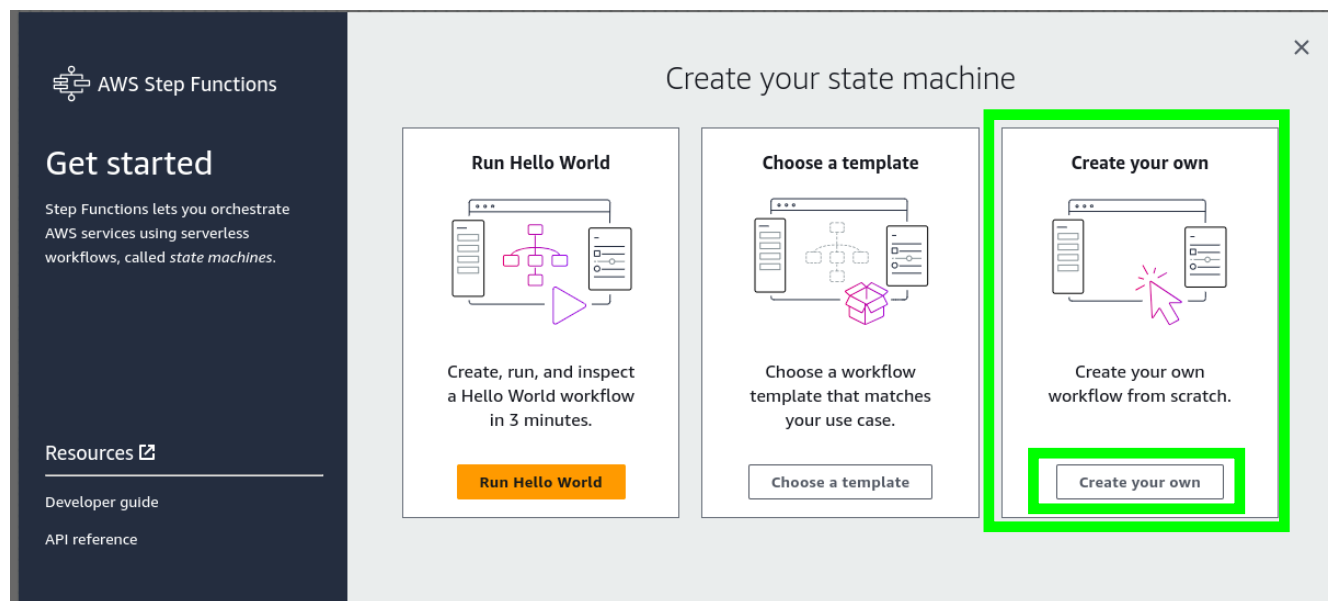 AWS Step Functions
Get started
Step Functions lets you orchestrate
AWS services using serverless
workflows, called state machines.
Resources
Developer guide
API reference
Create your state machine
Run Hello World
Create, run, and inspect
a Hello World workflow
in 3 minutes.
Run Hello World
Choose a template
Choose a workflow
template that matches
your use case.
Choose a template
Create your own
Create your own
workflow from scratch.
Create your own